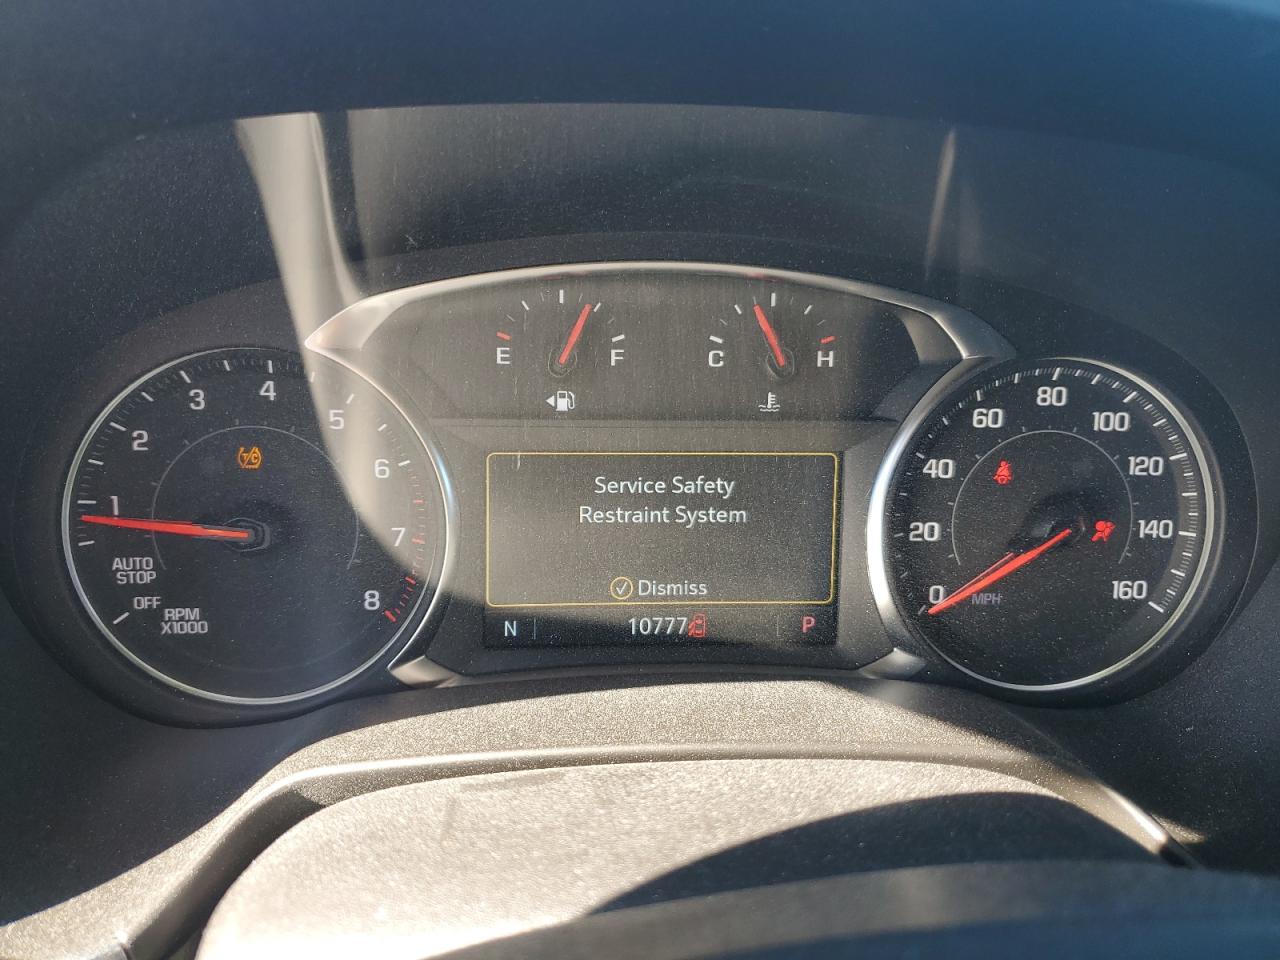 E F C H
1 2 3 4 5 6 7 8
T/C
AUTO
STOP
OFF
RPM
X1000
Service Safety
Restraint System
Dismiss
N 10777 P
0 20 40 60 80 100 120 140 160
MPH